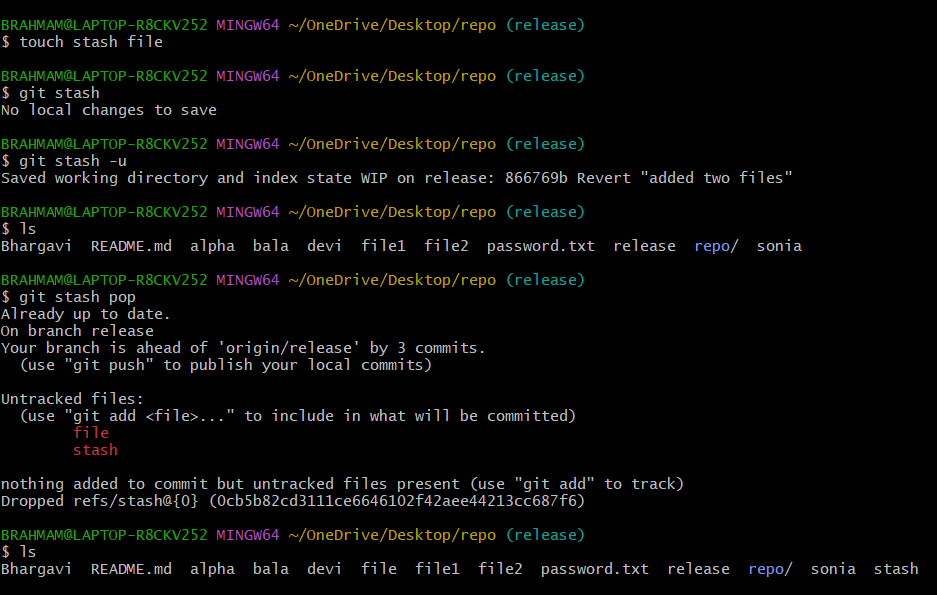 BRAHMAM@LAPTOP-R8CKV252 MINGW64 ~/OneDrive/Desktop/repo (release)
$ touch stash file
BRAHMAM@LAPTOP-R8CKV252 MINGW64 ~/OneDrive/Desktop/repo (release)
$ git stash
No local changes to save
BRAHMAM@LAPTOP-R8CKV252 MINGW64 ~/OneDrive/Desktop/repo (release)
$ git stash -u
Saved working directory and index state WIP on release: 866769b Revert "added two files"
BRAHMAM@LAPTOP-R8CKV252 MINGW64 ~/OneDrive/Desktop/repo (release)
$ ls
Bhargavi  README.md  alpha  bala  devi  file1  file2  password.txt  release  repo/  sonia
BRAHMAM@LAPTOP-R8CKV252 MINGW64 ~/OneDrive/Desktop/repo (release)
$ git stash pop
Already up to date.
On branch release
Your branch is ahead of 'origin/release' by 3 commits.
  (use "git push" to publish your local commits)
Untracked files:
  (use "git add <file>..." to include in what will be committed)
        file
        stash
nothing added to commit but untracked files present (use "git add" to track)
Dropped refs/stash@{0} (0cb5b82cd3111ce6646102f42aee44213cc687f6)
BRAHMAM@LAPTOP-R8CKV252 MINGW64 ~/OneDrive/Desktop/repo (release)
$ ls
Bhargavi  README.md  alpha  bala  devi  file  file1  file2  password.txt  release  repo/  sonia  stash